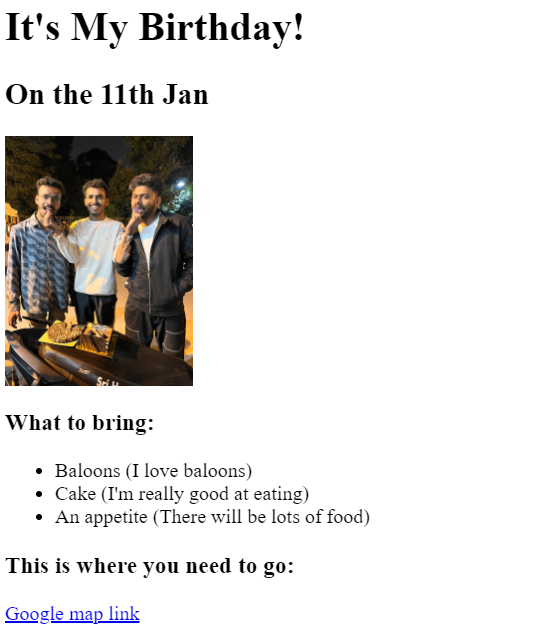 It's My Birthday!
On the 11th Jan
Sri
What to bring:
Baloons (I love baloons)
Cake (I'm really good at eating)
An appetite (There will be lots of food)
This is where you need to go:
Google map link